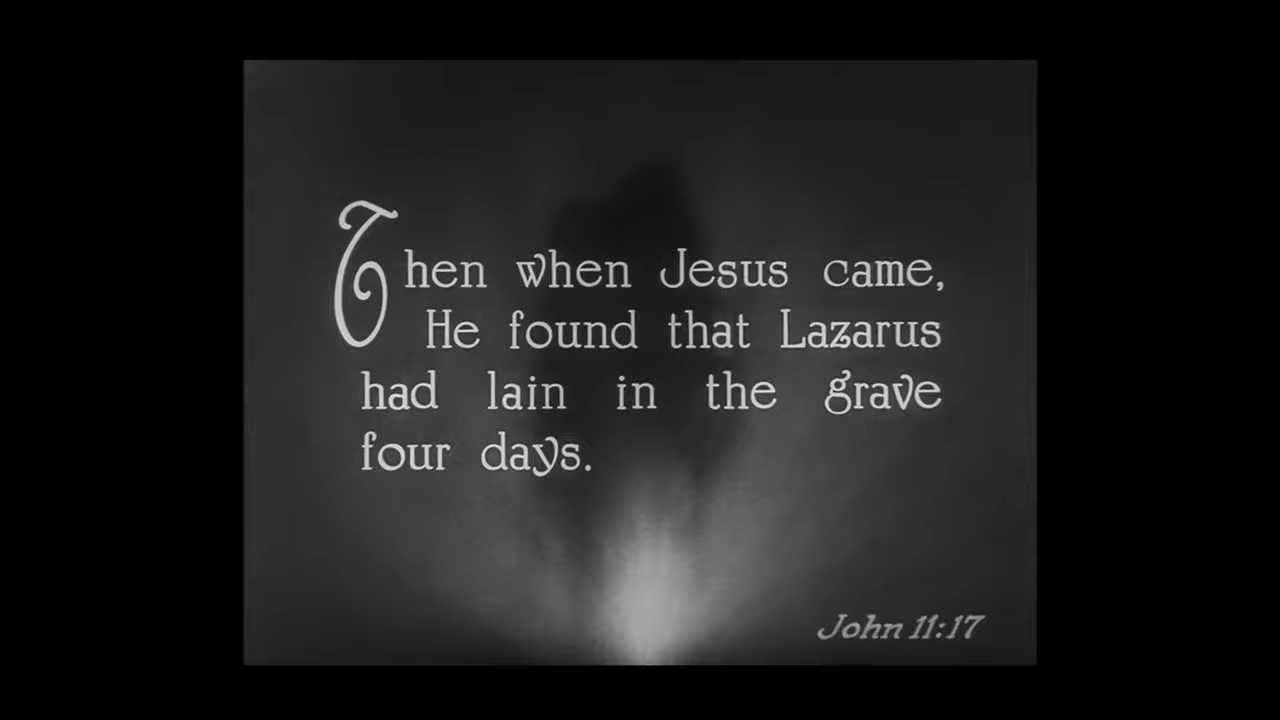 Then when Jesus came,
He found that Lazarus
had lain in the grave
four days.
John 11:17